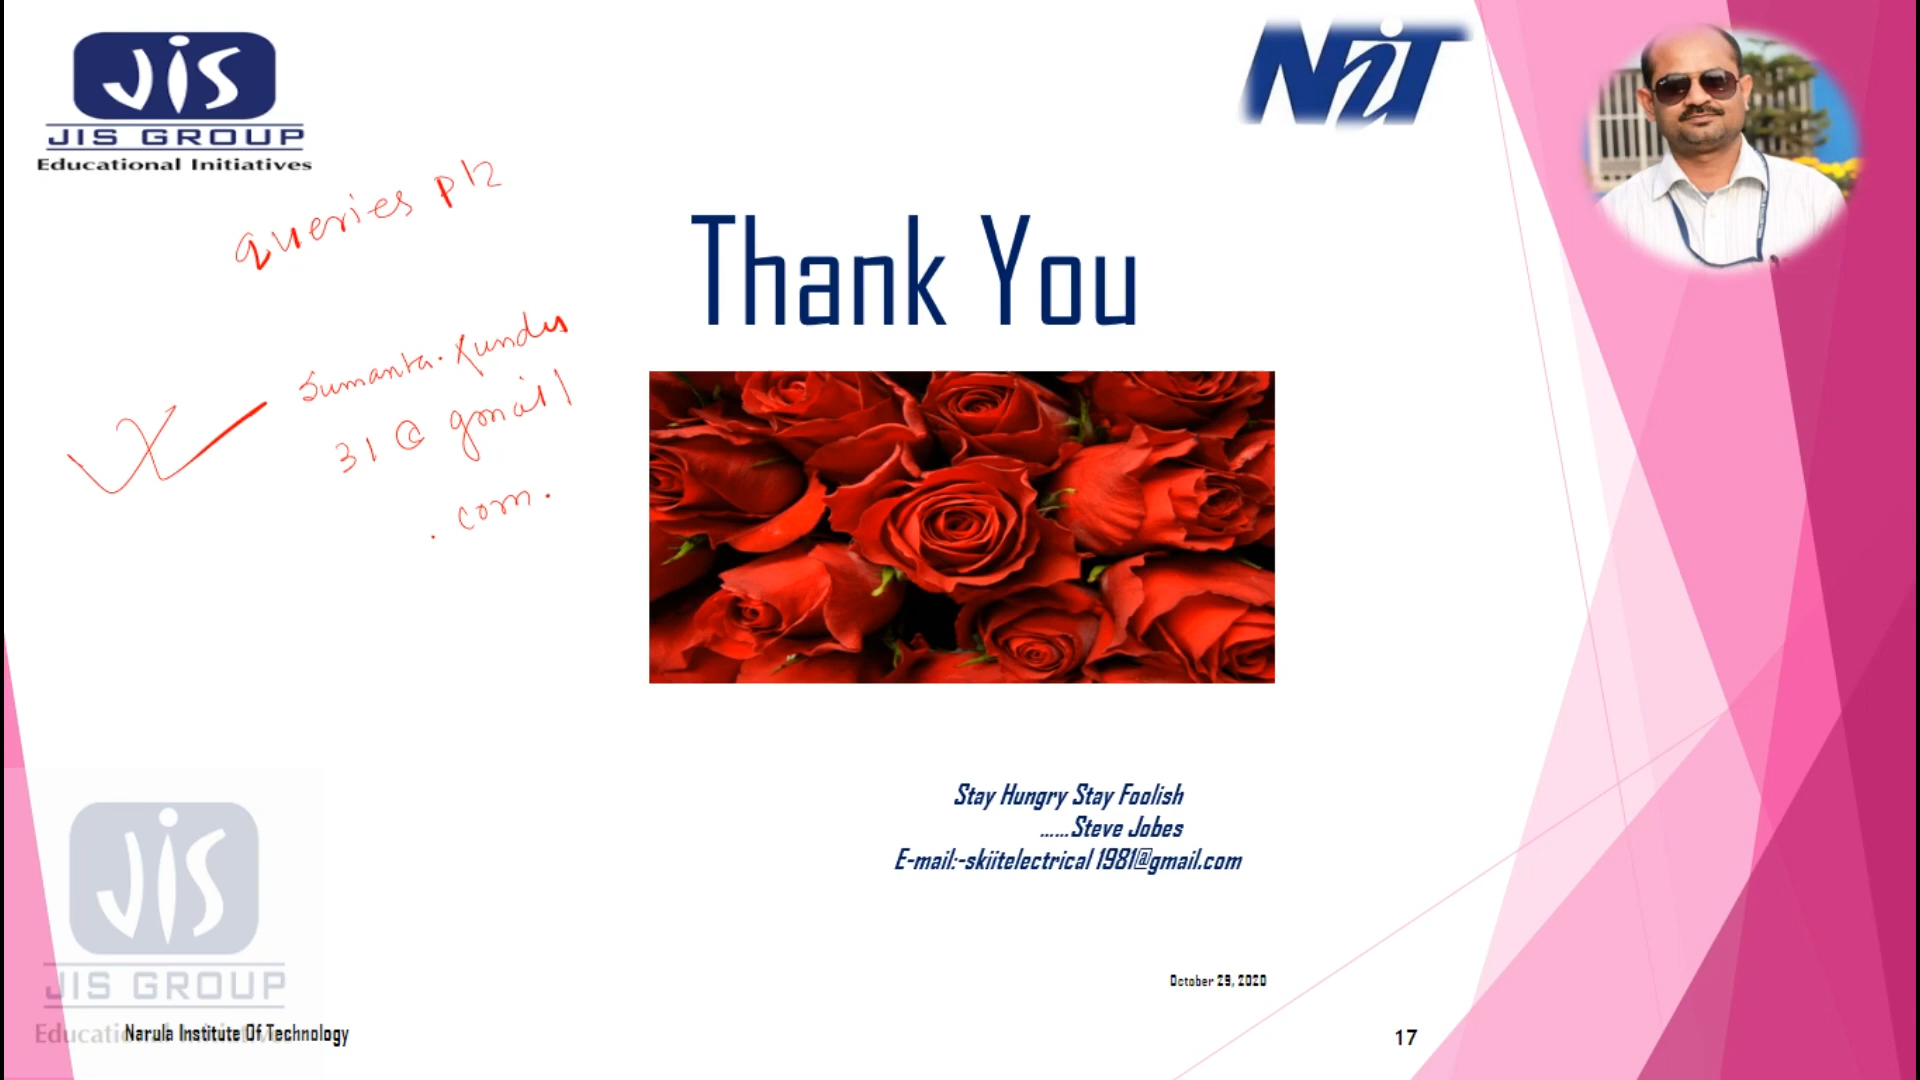 JIS
JIS GROUP
Educational Initiatives
NiT
queries plz
Thank You
Sumanta.Kundu
31@gmail
.com.
Stay Hungry Stay Foolish
......Steve Jobes
E-mail:-skiitelectrical1981@gmail.com
October 29, 2020
JIS
JIS GROUP
Narula Institute Of Technology
17